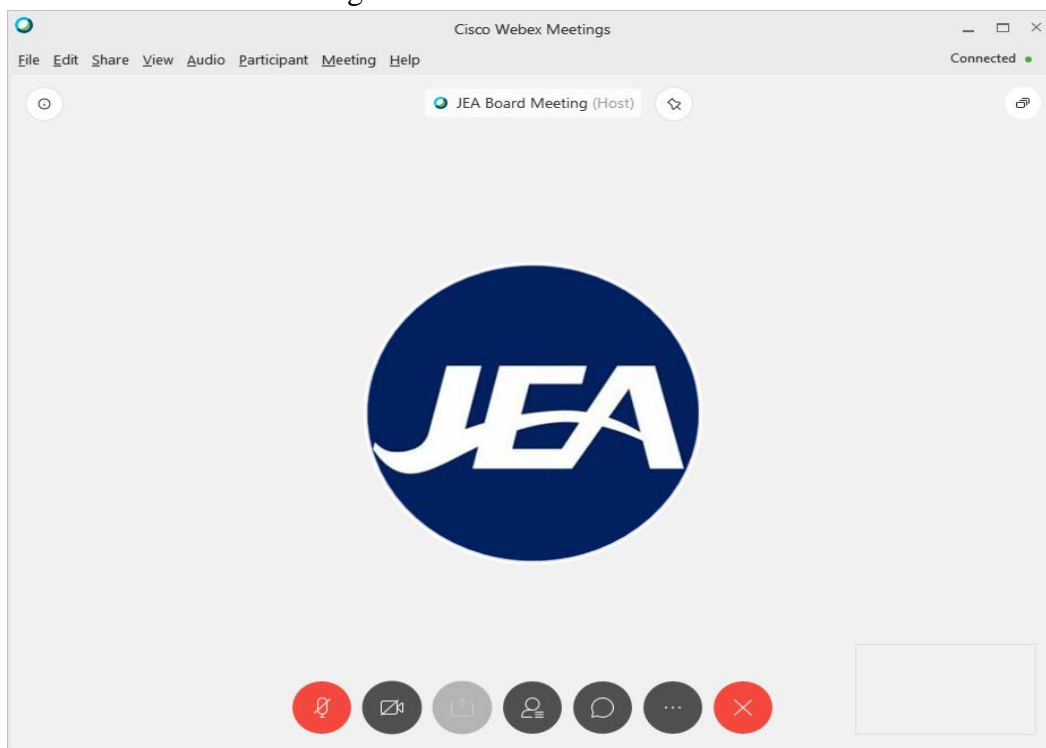 g
Cisco Webex Meetings
File Edit Share View Audio Participant Meeting Help
Connected
JEA Board Meeting (Host)
JEA